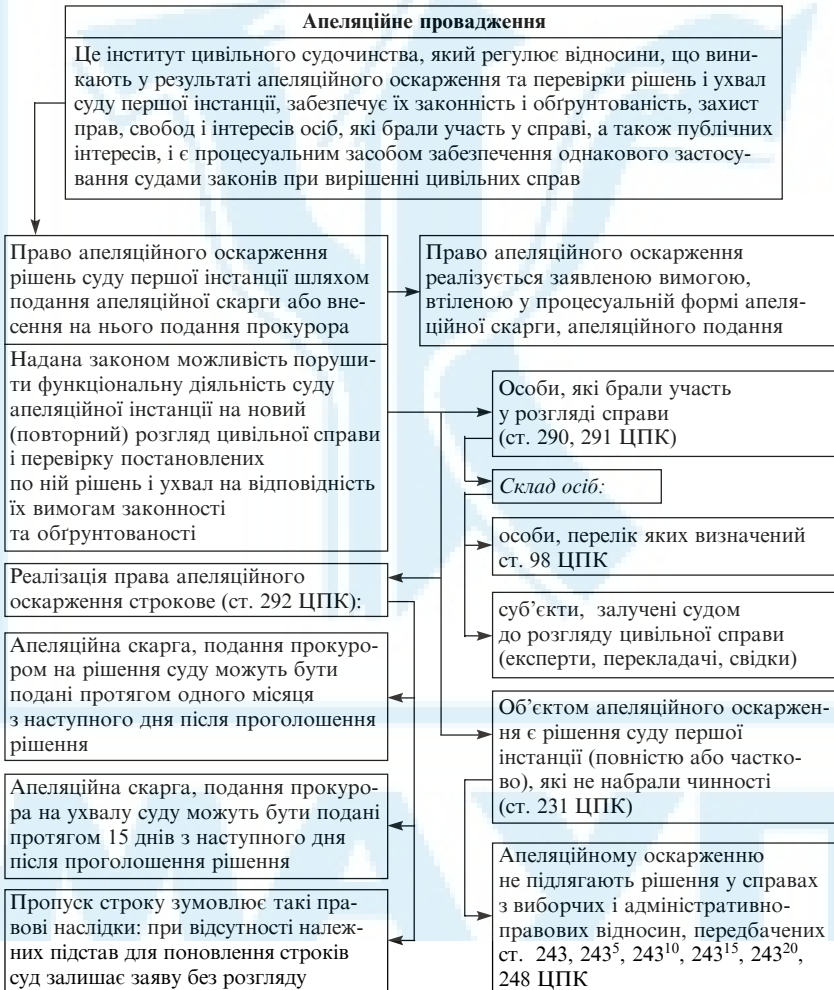 Апеляційне провадження
Це інститут цивільного судочинства, який регулює відносини, що вини-
кають у результаті апеляційного оскарження та перевірки рішень і ухвал
суду першої інстанції, забезпечує їх законність і обґрунтованість, захист
прав, свобод і інтересів осіб, які брали участь у справі, а також публічних
інтересів, і є процесуальним засобом забезпечення однакового застосу-
вання судами законів при вирішенні цивільних справ
Право апеляційного оскарження
рішень суду першої інстанції шляхом
подання апеляційної скарги або вне-
сення на нього подання прокурора
Право апеляційного оскарження
реалізується заявленою вимогою,
втіленою у процесуальній формі апеля-
ційної скарги, апеляційного подання
Надана законом можливість поруши-
ти функціональну діяльність суду
апеляційної інстанції на новий
(повторний) розгляд цивільної справи
і перевірку постановлених
по ній рішень і ухвал на відповідність
їх вимогам законності
та обґрунтованості
Особи, які брали участь
у розгляді справи
(ст. 290, 291 ЦПК)
Склад осіб:
особи, перелік яких визначений
ст. 98 ЦПК
суб’єкти, залучені судом
до розгляду цивільної справи
(експерти, перекладачі, свідки)
Реалізація права апеляційного
оскарження строкове (ст. 292 ЦПК):
Апеляційна скарга, подання проку­ро-
ром на рішення суду можуть бути
подані протягом одного місяця
з наступного дня після проголошення
рішення
Апеляційна скарга, подання прокуро-
ра на ухвалу суду можуть бути подані
протягом 15 днів з наступного дня
після проголошення рішення
Пропуск строку зумовлює такі пра-
вові наслідки: при відсутності належ-
них підстав для поновлення строків
суд залишає заяву без розгляду
Об’єктом апеляційного оскаржен-
ня є рішення суду першої
інстанції (повністю або частко-
во), які не набрали чинності
(ст. 231 ЦПК)
Апеляційному оскарженню
не підлягають рішення у справах
з виборчих і адміністративно-
правових відносин, передбачених
ст. 243, 243⁵, 243¹⁰, 243¹⁵, 243²⁰,
248 ЦПК
МАУП